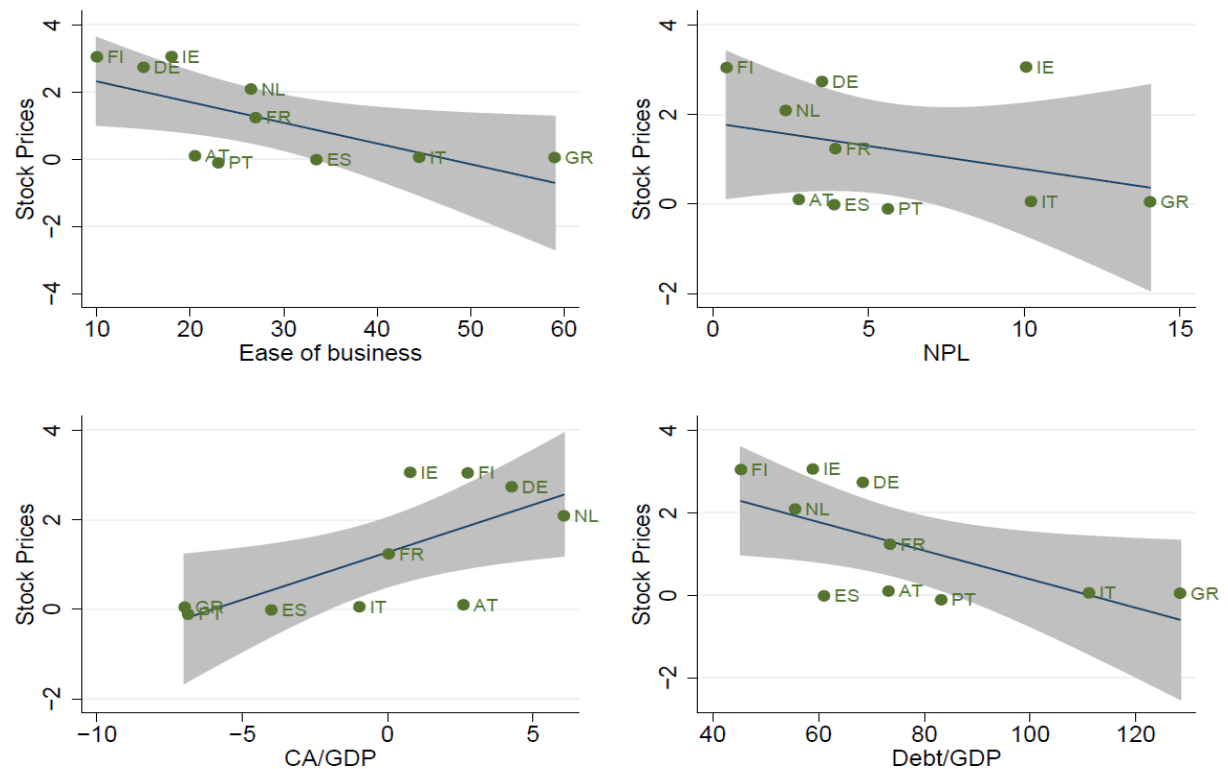 Stock Prices
4
2
0
−2
−4
FI
IE
DE
NL
FR
AT
PT
ES
IT
GR
10 20 30 40 50 60
Ease of business
Stock Prices
4
2
0
−2
FI
IE
DE
NL
FR
AT
ES
PT
IT
GR
0 5 10 15
NPL
Stock Prices
4
2
0
−2
IE
FI
DE
NL
FR
GR
PT
ES
IT
AT
−10 −5 0 5
CA/GDP
Stock Prices
4
2
0
−2
FI
IE
DE
NL
FR
ES
AT
PT
IT
GR
40 60 80 100 120
Debt/GDP